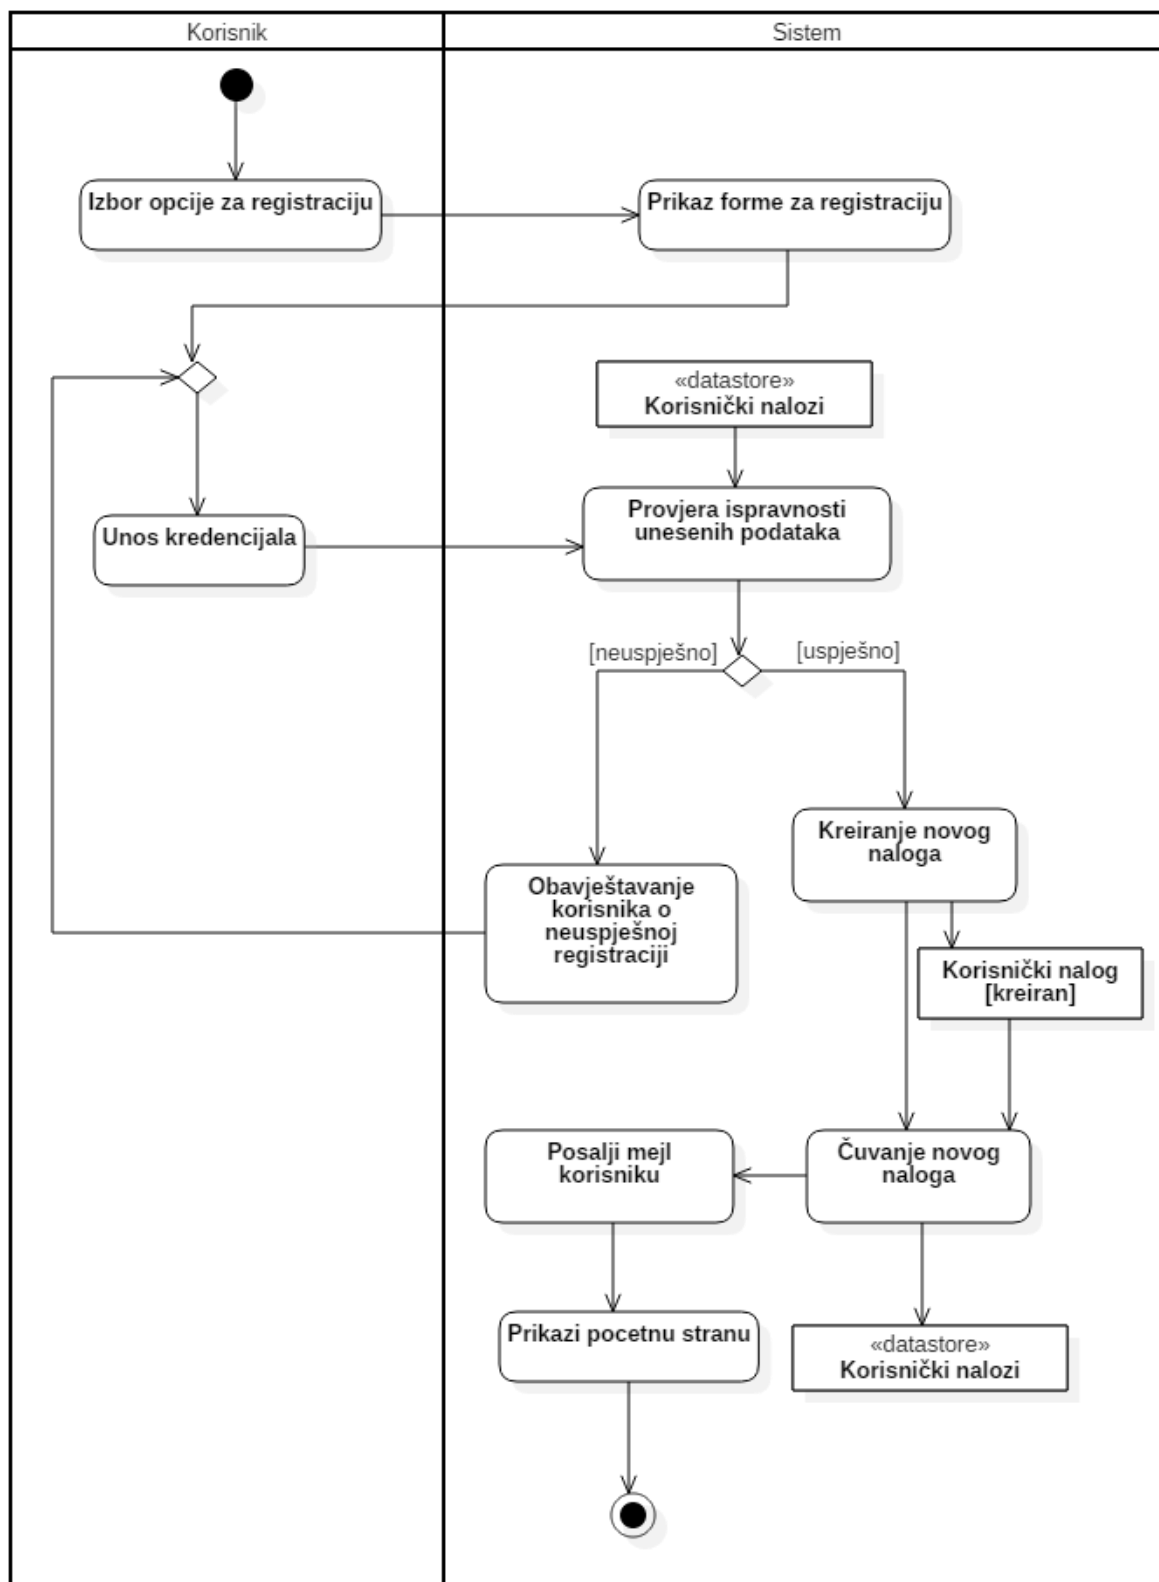 Korisnik
Sistem
Izbor opcije za registraciju
Prikaz forme za registraciju
«datastore»
Korisnički nalozi
Unos kredencijala
Provjera ispravnosti
unesenih podataka
[neuspješno]
[uspješno]
Kreiranje novog
naloga
Obavještavanje
korisnika o
neuspješnoj
registraciji
Korisnički nalog
[kreiran]
Posalji mejl
korisniku
Čuvanje novog
naloga
Prikazi pocetnu stranu
«datastore»
Korisnički nalozi